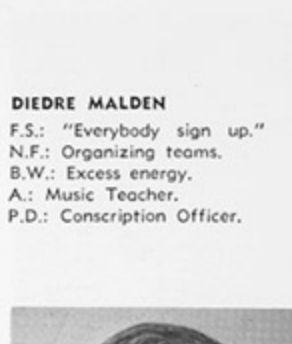 DIEDRE MALDEN
F.S.: "Everybody sign up."
N.F.: Organizing teams.
B.W.: Excess energy.
A.: Music Teacher.
P.D.: Conscription Officer.